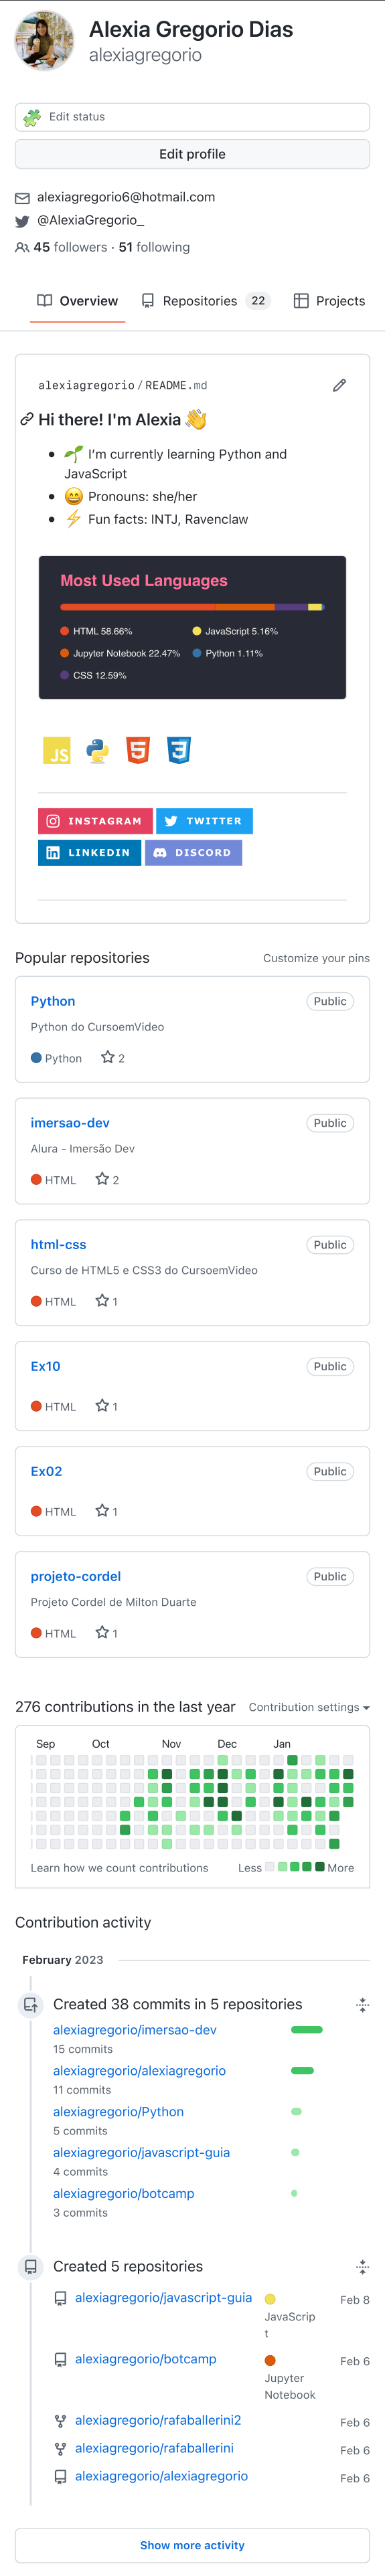 Alexia Gregorio Dias
alexiagregorio
Edit status
Edit profile
alexiagregorio6@hotmail.com
@AlexiaGregorio_
45 followers · 51 following
Overview Repositories 22 Projects
alexiagregorio / README.md
Hi there! I'm Alexia
I'm currently learning Python and
JavaScript
Pronouns: she/her
Fun facts: INTJ, Ravenclaw
Most Used Languages
HTML 58.66% JavaScript 5.16%
Jupyter Notebook 22.47% Python 1.11%
CSS 12.59%
JS 5 3
INSTAGRAM TWITTER
LINKEDIN DISCORD
Popular repositories Customize your pins
Python Public
Python do CursoemVideo
Python 2
imersao-dev Public
Alura - Imersão Dev
HTML 2
html-css Public
Curso de HTML5 e CSS3 do CursoemVideo
HTML 1
Ex10 Public
HTML 1
Ex02 Public
HTML 1
projeto-cordel Public
Projeto Cordel de Milton Duarte
HTML 1
276 contributions in the last year Contribution settings
Sep Oct Nov Dec Jan
Learn how we count contributions Less More
Contribution activity
February 2023
Created 38 commits in 5 repositories
alexiagregorio/imersao-dev
15 commits
alexiagregorio/alexiagregorio
11 commits
alexiagregorio/Python
5 commits
alexiagregorio/javascript-guia
4 commits
alexiagregorio/botcamp
3 commits
Created 5 repositories
alexiagregorio/javascript-guia Feb 8
JavaScrip
t
alexiagregorio/botcamp Feb 6
Jupyter
Notebook
alexiagregorio/rafaballerini2 Feb 6
alexiagregorio/rafaballerini Feb 6
alexiagregorio/alexiagregorio Feb 6
Show more activity